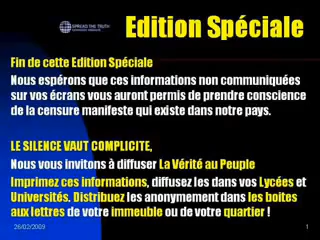 SPREAD THE TRUTH
Edition Spéciale
Fin de cette Edition Spéciale
Nous espérons que ces informations non communiquées
sur vos écrans vous auront permis de prendre conscience
de la censure manifeste qui existe dans notre pays.
LE SILENCE VAUT COMPLICITE,
Nous vous invitons à diffuser La Vérité au Peuple
Imprimez ces informations, diffusez les dans vos Lycées et
Universités. Distribuez les anonymement dans les boites
aux lettres de votre immeuble ou de votre quartier !
26/02/2009
1